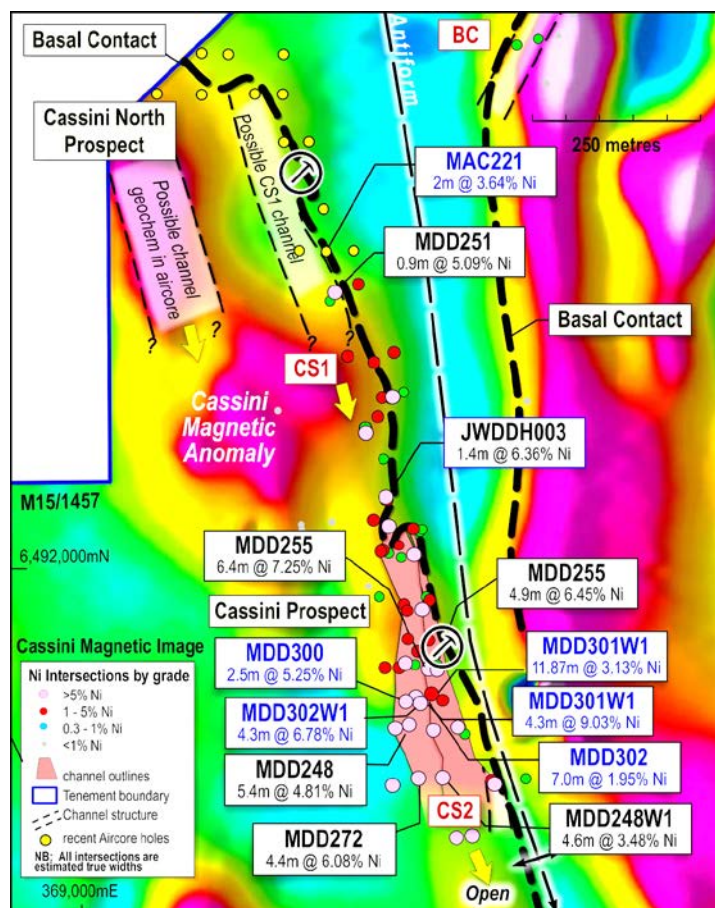 Basal Contact
Antiform
BC
Cassini North
Prospect
250 metres
Possible CS1 channel
MAC221
2m @ 3.64% Ni
Possible channel
geochem in aircore
MDD251
0.9m @ 5.09% Ni
Basal Contact
?
?
?
?
CS1
Cassini
Magnetic
Anomaly
JWDDH003
1.4m @ 6.36% Ni
M15/1457
6,492,000mN
MDD255
6.4m @ 7.25% Ni
MDD255
4.9m @ 6.45% Ni
Cassini Prospect
Cassini Magnetic Image
Ni Intersections by grade
>5% Ni
1 - 5% Ni
0.3 - 1% Ni
<1% Ni
channel outlines
Tenement boundary
Channel structure
recent Aircore holes
NB; All intersections are
estimated true widths
369,000mE
MDD300
2.5m @ 5.25% Ni
MDD301W1
11.87m @ 3.13% Ni
MDD302W1
4.3m @ 6.78% Ni
MDD301W1
4.3m @ 9.03% Ni
MDD248
5.4m @ 4.81% Ni
MDD302
7.0m @ 1.95% Ni
CS2
MDD272
4.4m @ 6.08% Ni
MDD248W1
4.6m @ 3.48% Ni
Open